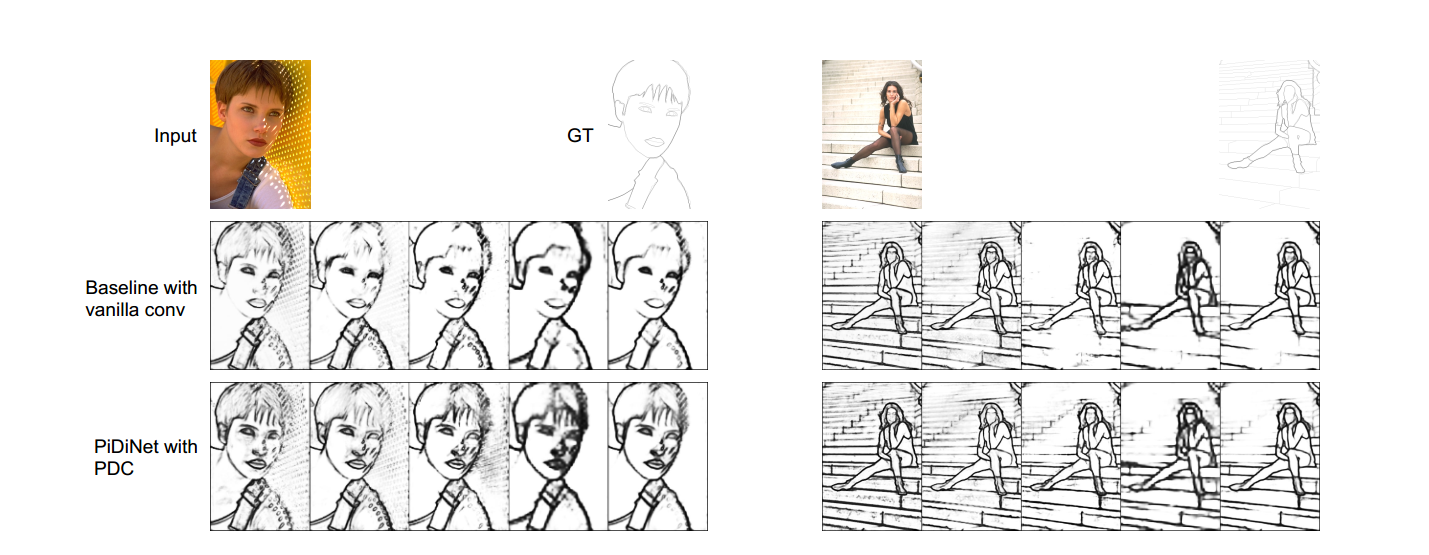 Input
GT
Baseline with
vanilla conv
PiDiNet with
PDC